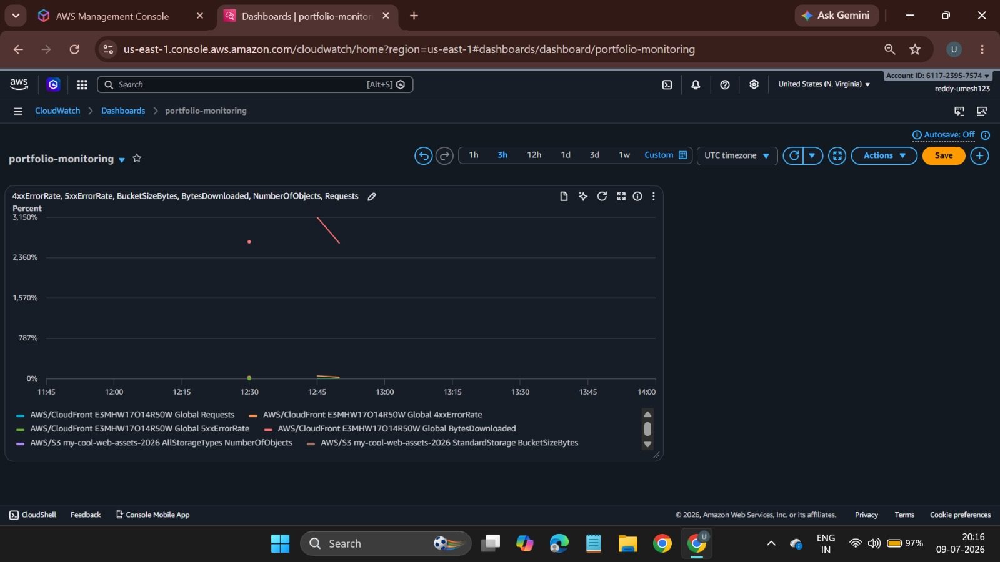 AWS Management Console
Dashboards | portfolio-monitorin
Ask Gemini
us-east-1.console.aws.amazon.com/cloudwatch/home?region=us-east-1#dashboards/dashboard/portfolio-monitoring
U
aws
Search
[Alt+S]
United States (N. Virginia)
Account ID: 6117-2395-7574
reddy-umesh123
CloudWatch
Dashboards
portfolio-monitoring
Autosave: Off
portfolio-monitoring
1h
3h
12h
1d
3d
1w
Custom
UTC timezone
Actions
Save
4xxErrorRate, 5xxErrorRate, BucketSizeBytes, BytesDownloaded, NumberOfObjects, Requests
Percent
3,150%
2,360%
1,570%
787%
0%
11:45
12:00
12:15
12:30
12:45
13:00
13:15
13:30
13:45
14:00
AWS/CloudFront E3MHW17O14R50W Global Requests
AWS/CloudFront E3MHW17O14R50W Global 4xxErrorRate
AWS/CloudFront E3MHW17O14R50W Global 5xxErrorRate
AWS/CloudFront E3MHW17O14R50W Global BytesDownloaded
AWS/S3 my-cool-web-assets-2026 AllStorageTypes NumberOfObjects
AWS/S3 my-cool-web-assets-2026 StandardStorage BucketSizeBytes
CloudShell
Feedback
Console Mobile App
© 2026, Amazon Web Services, Inc. or its affiliates.
Privacy
Terms
Cookie preferences
Search
U
ENG
IN
97%
20:16
09-07-2026